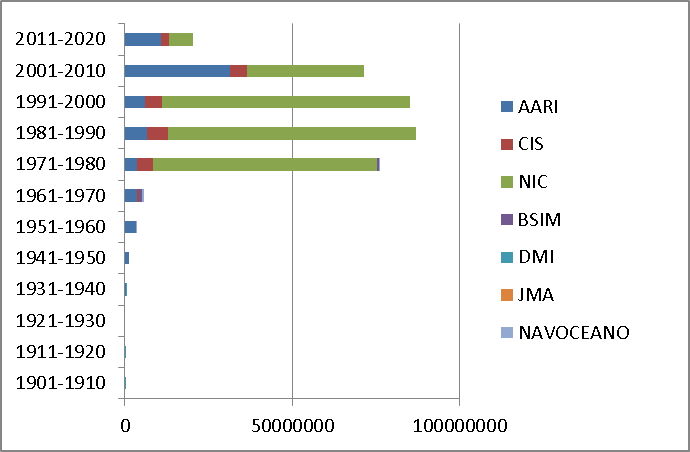 2011-2020
2001-2010
1991-2000
1981-1990
1971-1980
1961-1970
1951-1960
1941-1950
1931-1940
1921-1930
1911-1920
1901-1910
0 50000000 100000000
AARI
CIS
NIC
BSIM
DMI
JMA
NAVOCEANO